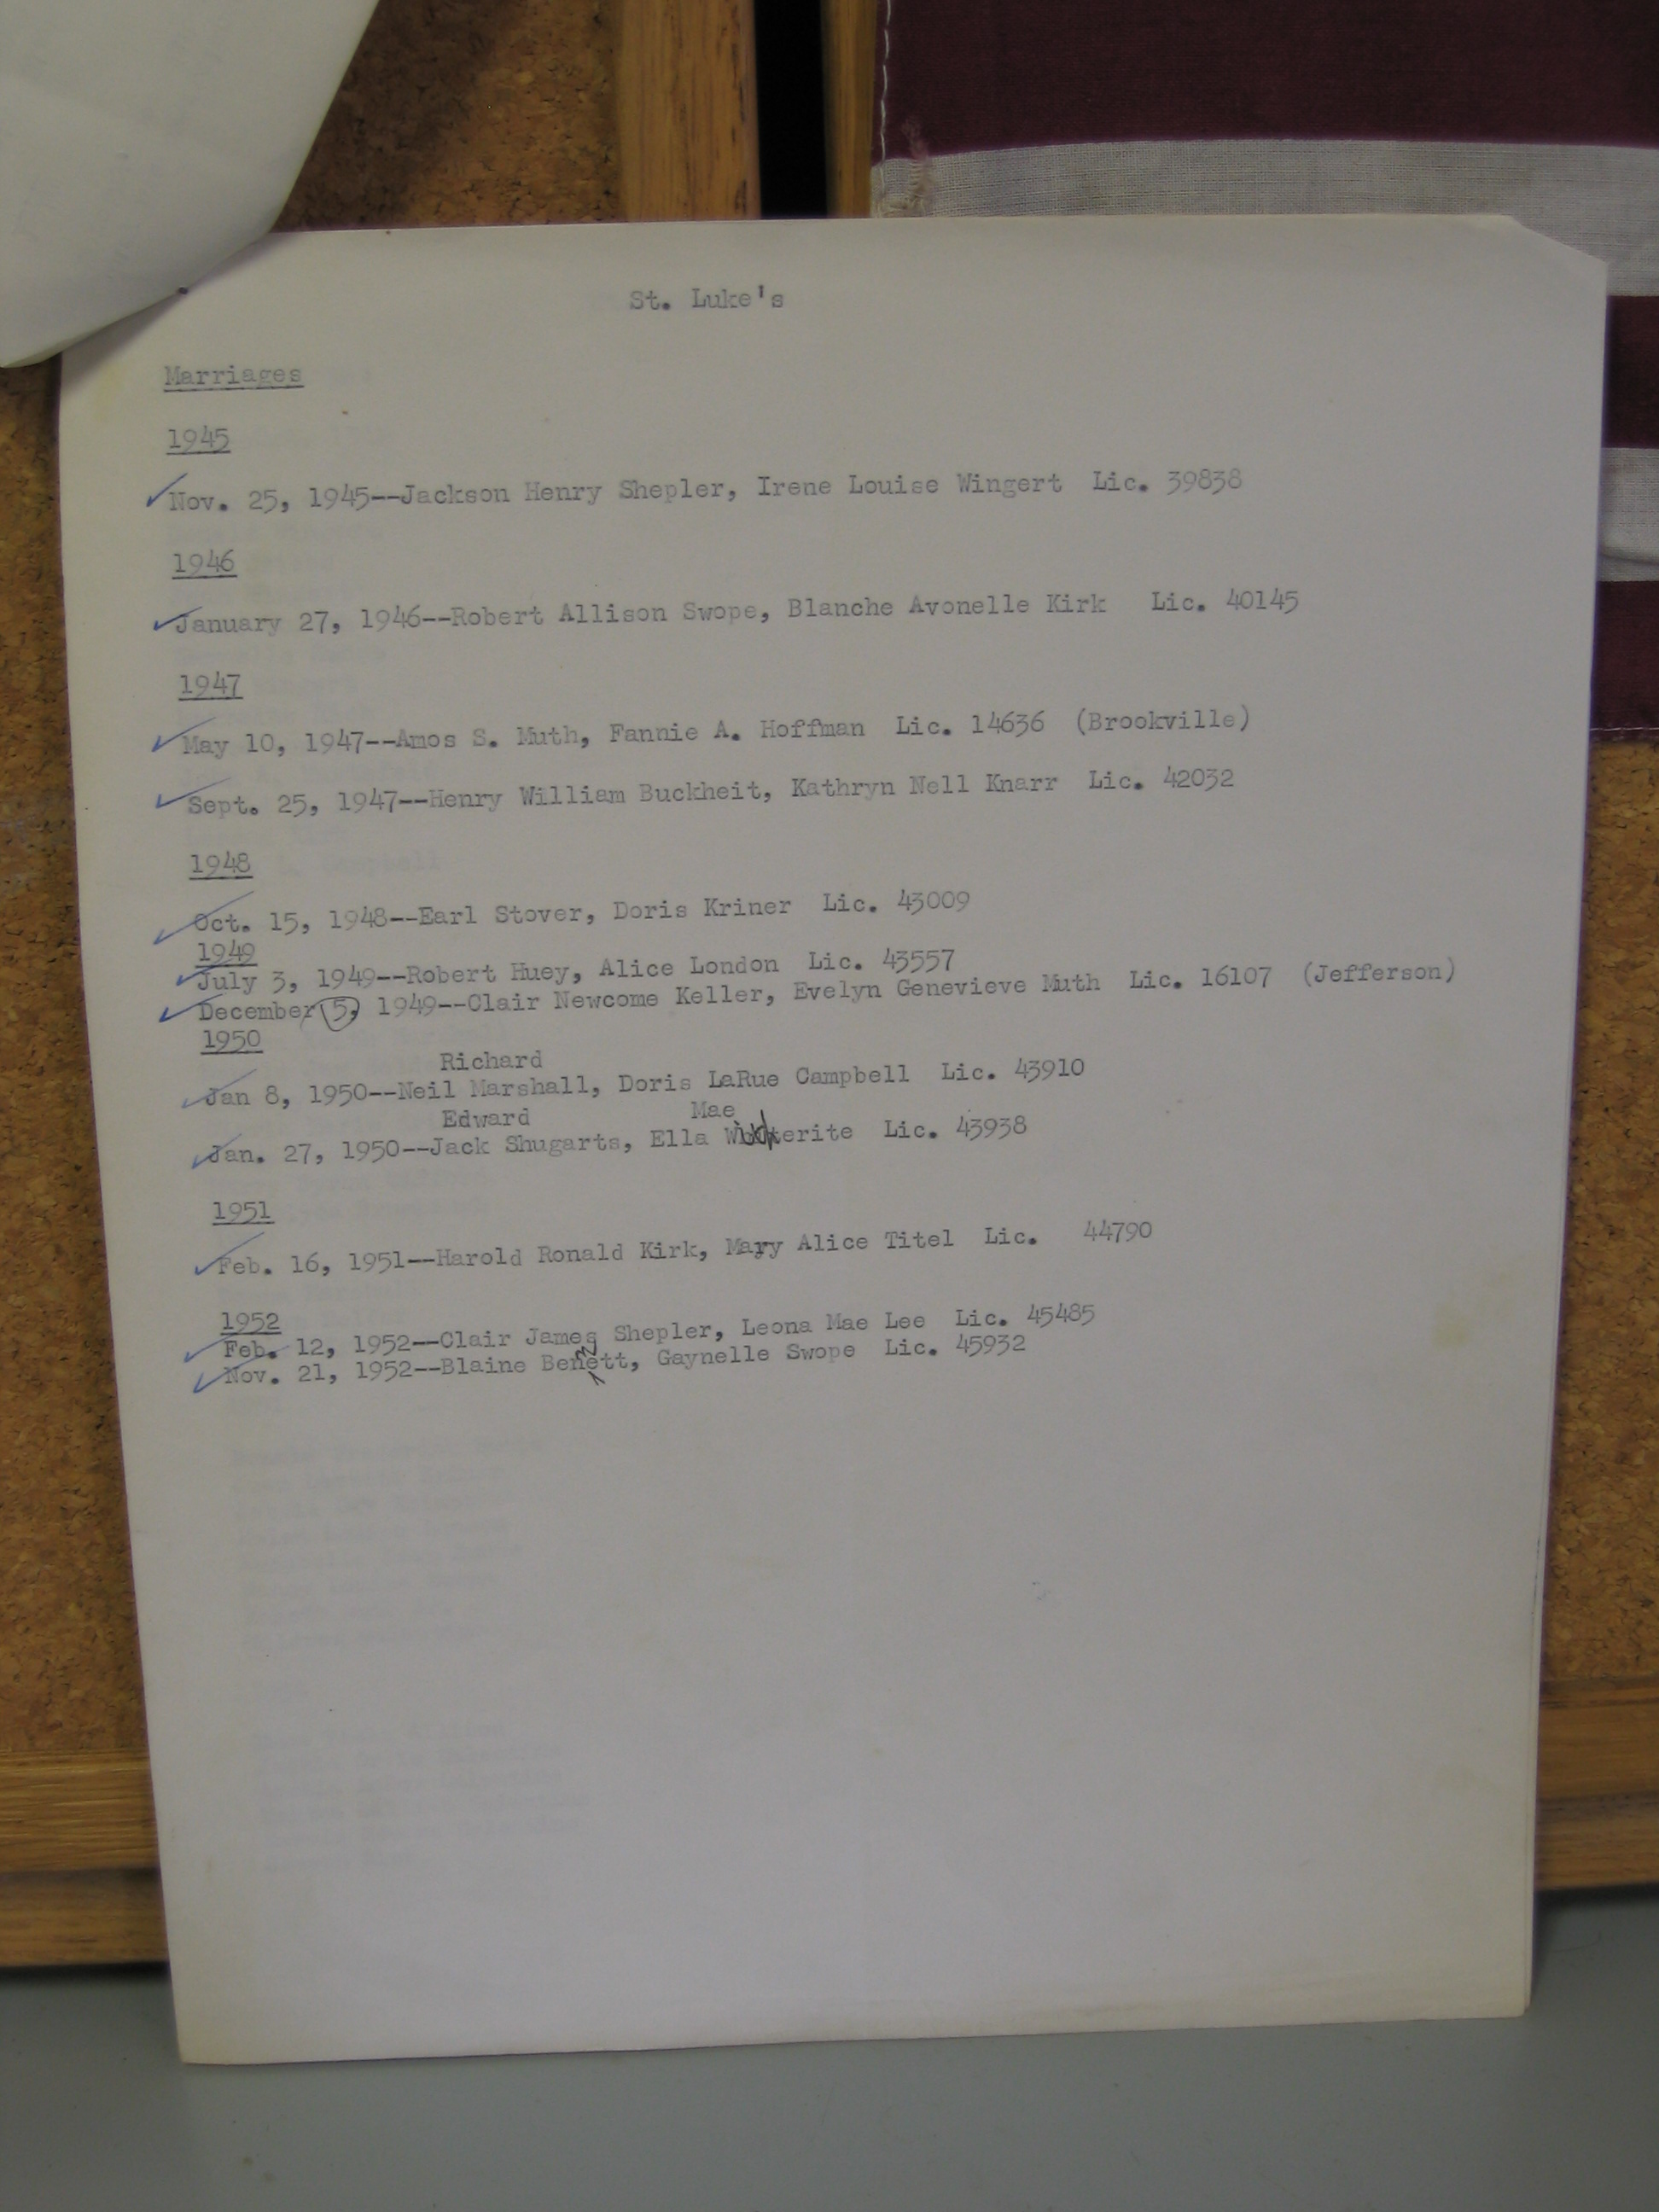 St. Luke's
Marriages
1945
Nov. 25, 1945--Jackson Henry Shepler, Irene Louise Wingert Lic. 39838
1946
January 27, 1946--Robert Allison Swope, Blanche Avonelle Kirk Lic. 40145
1947
May 10, 1947--Amos S. Muth, Fannie A. Hoffman Lic. 14636 (Brookville)
Sept. 25, 1947--Henry William Buckheit, Kathryn Nell Knarr Lic. 42032
1948
Oct. 15, 1948--Earl Stover, Doris Kriner Lic. 43009
1949
July 3, 1949--Robert Huey, Alice London Lic. 43557
December 5, 1949--Clair Newcome Keller, Evelyn Genevieve Muth Lic. 16107 (Jefferson)
1950
Richard
Jan 8, 1950--Neil Marshall, Doris LaRue Campbell Lic. 43910
Edward Mae
Jan. 27, 1950--Jack Shugarts, Ella Lic. 43938
1951
Feb. 16, 1951--Harold Ronald Kirk, Mary Alice Titel Lic. 44790
1952
Feb. 12, 1952--Clair James Shepler, Leona Mae Lee Lic. 45485
Nov. 21, 1952--Blaine Benett, Gaynelle Swope Lic. 45932